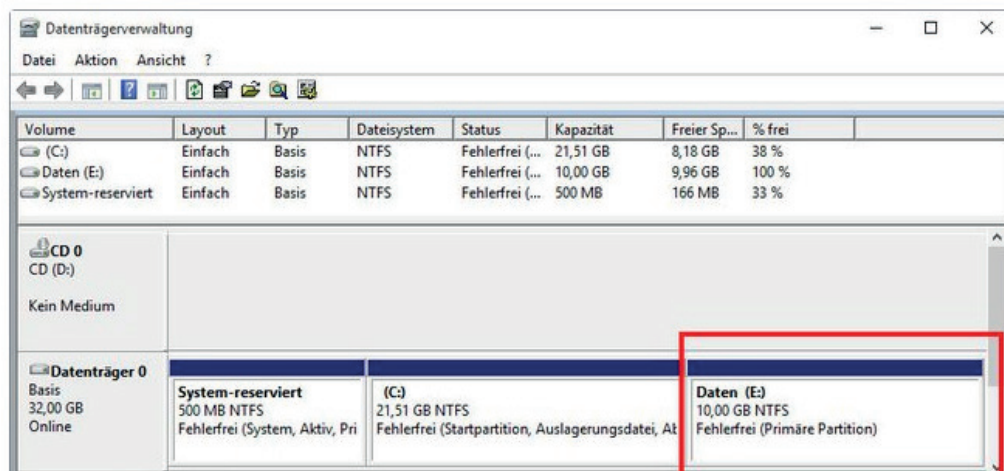 Datenträgerverwaltung
Datei Aktion Ansicht ?
Volume Layout Typ Dateisystem Status Kapazität Freier Sp... % frei
(C:) Einfach Basis NTFS Fehlerfrei (... 21,51 GB 8,18 GB 38 %
Daten (E:) Einfach Basis NTFS Fehlerfrei (... 10,00 GB 9,96 GB 100 %
System-reserviert Einfach Basis NTFS Fehlerfrei (... 500 MB 166 MB 33 %
CD 0
CD (D:)
Kein Medium
Datenträger 0
Basis
32,00 GB
Online
System-reserviert
500 MB NTFS
Fehlerfrei (System, Aktiv, Pri
(C:)
21,51 GB NTFS
Fehlerfrei (Startpartition, Auslagerungsdatei, Ab
Daten (E:)
10,00 GB NTFS
Fehlerfrei (Primäre Partition)